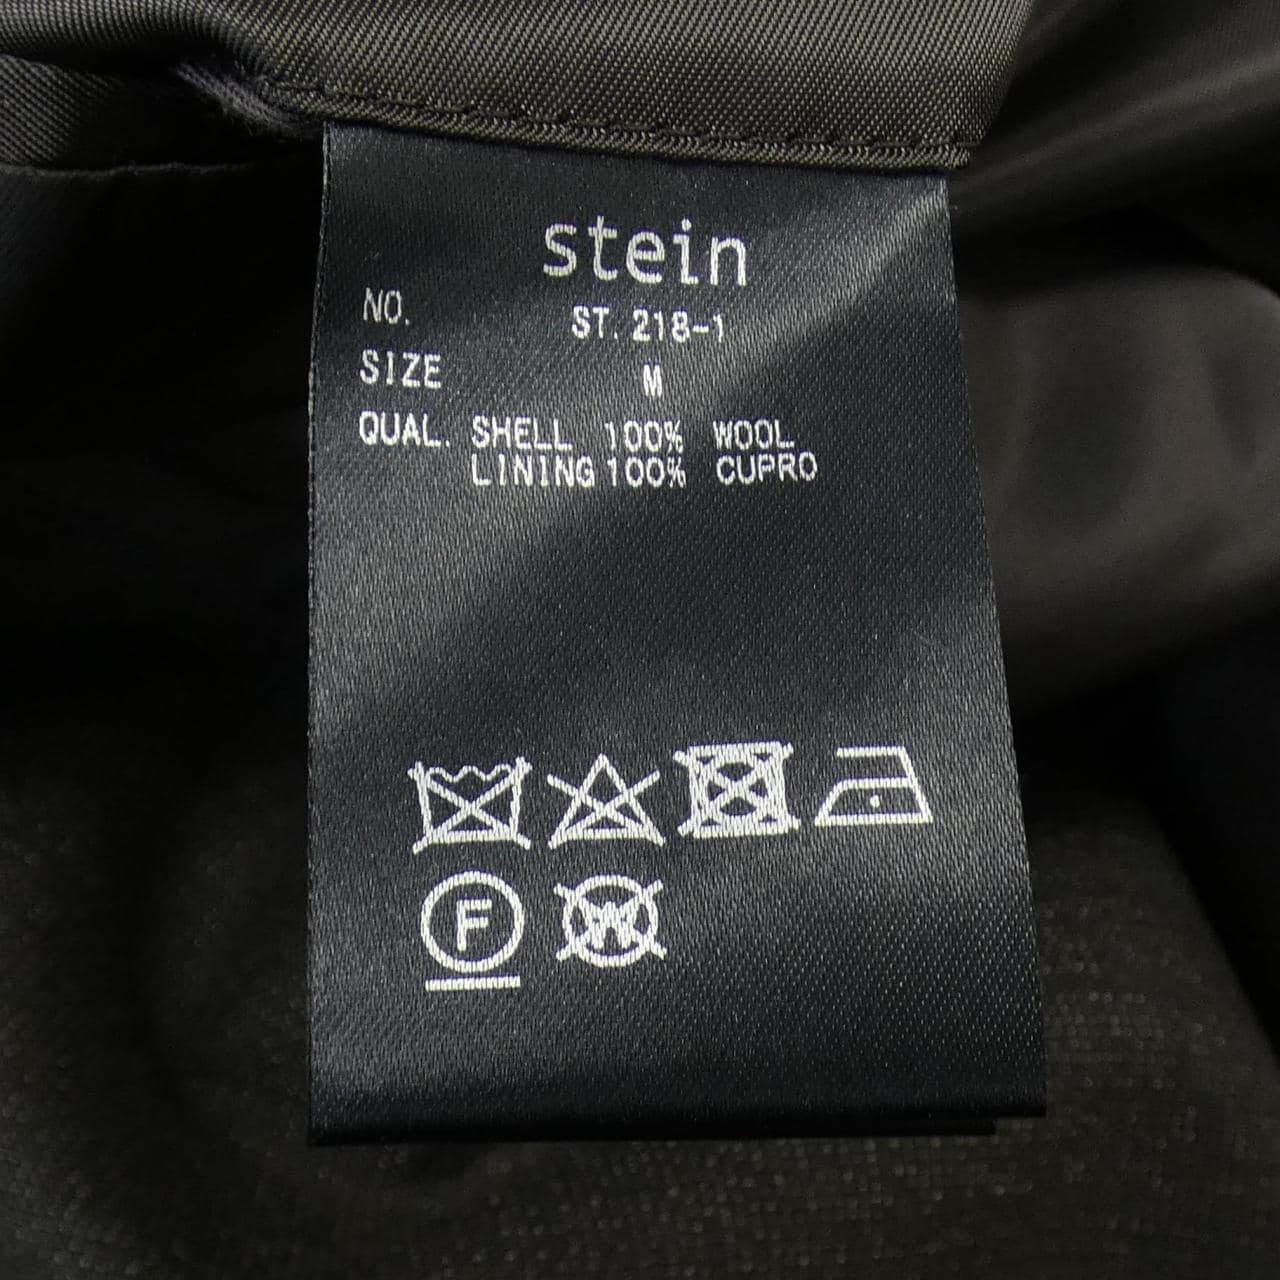 stein
NO. ST. 218-1
SIZE M
QUAL. SHELL 100% WOOL
LINING 100% CUPRO
F
W